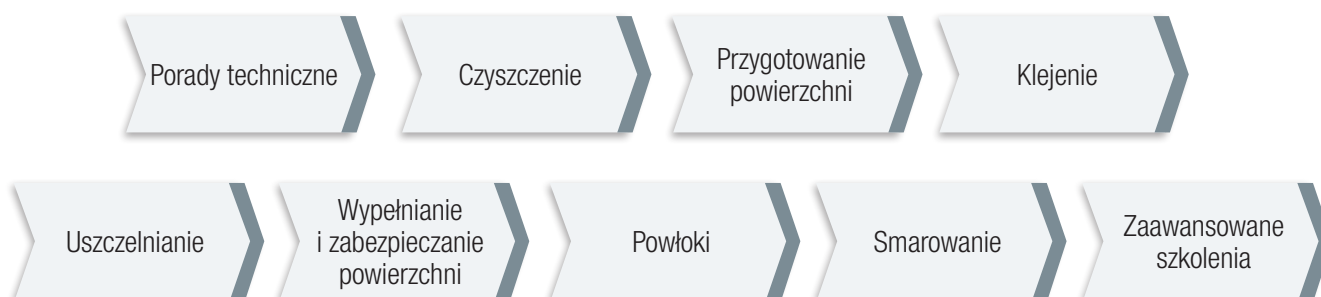 Porady techniczne
Czyszczenie
Przygotowanie
powierzchni
Klejenie
Uszczelnianie
Wypełnianie
i zabezpieczanie
powierzchni
Powłoki
Smarowanie
Zaawansowane
szkolenia